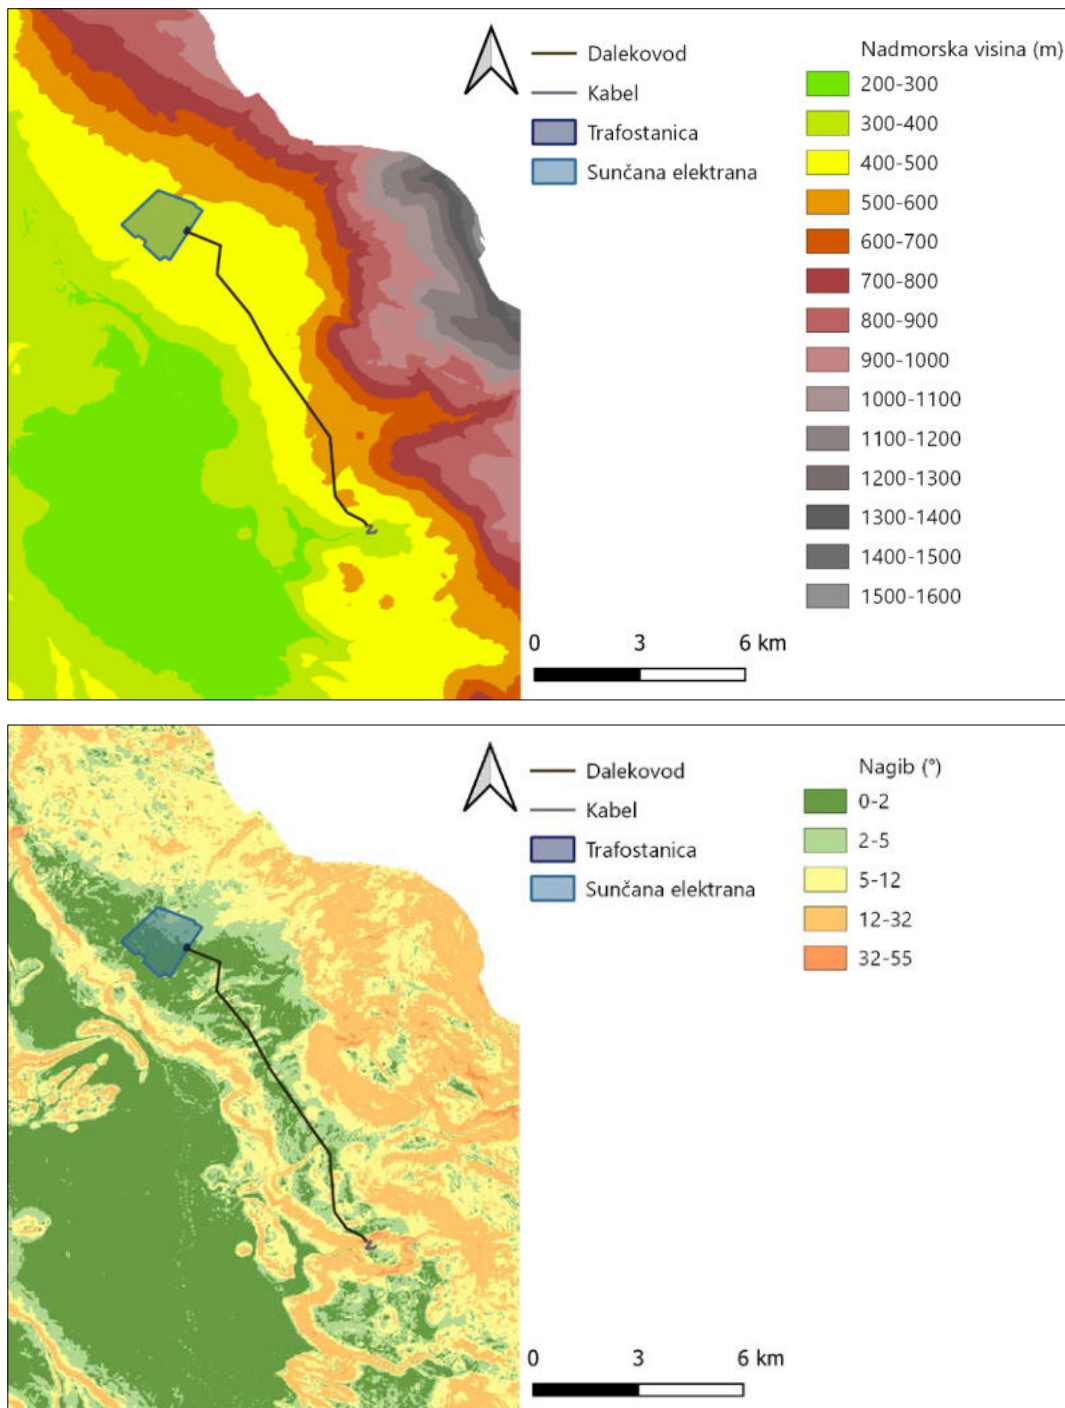 Dalekovod
Kabel
Trafostanica
Sunčana elektrana
Nadmorska visina (m)
200-300
300-400
400-500
500-600
600-700
700-800
800-900
900-1000
1000-1100
1100-1200
1200-1300
1300-1400
1400-1500
1500-1600
0 3 6 km
Dalekovod
Kabel
Trafostanica
Sunčana elektrana
Nagib (°)
0-2
2-5
5-12
12-32
32-55
0 3 6 km